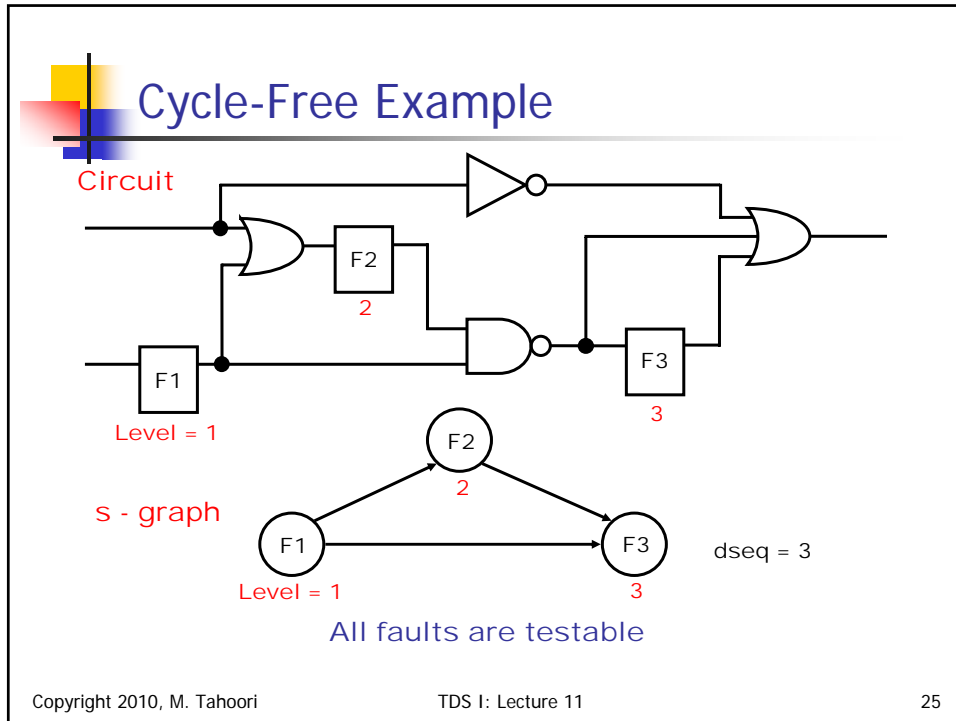 Cycle-Free Example
Circuit
F2
2
F1
Level = 1
F3
3
F2
2
s - graph
F1
Level = 1
F3
3
dseq = 3
All faults are testable
Copyright 2010, M. Tahoori
TDS I: Lecture 11
25